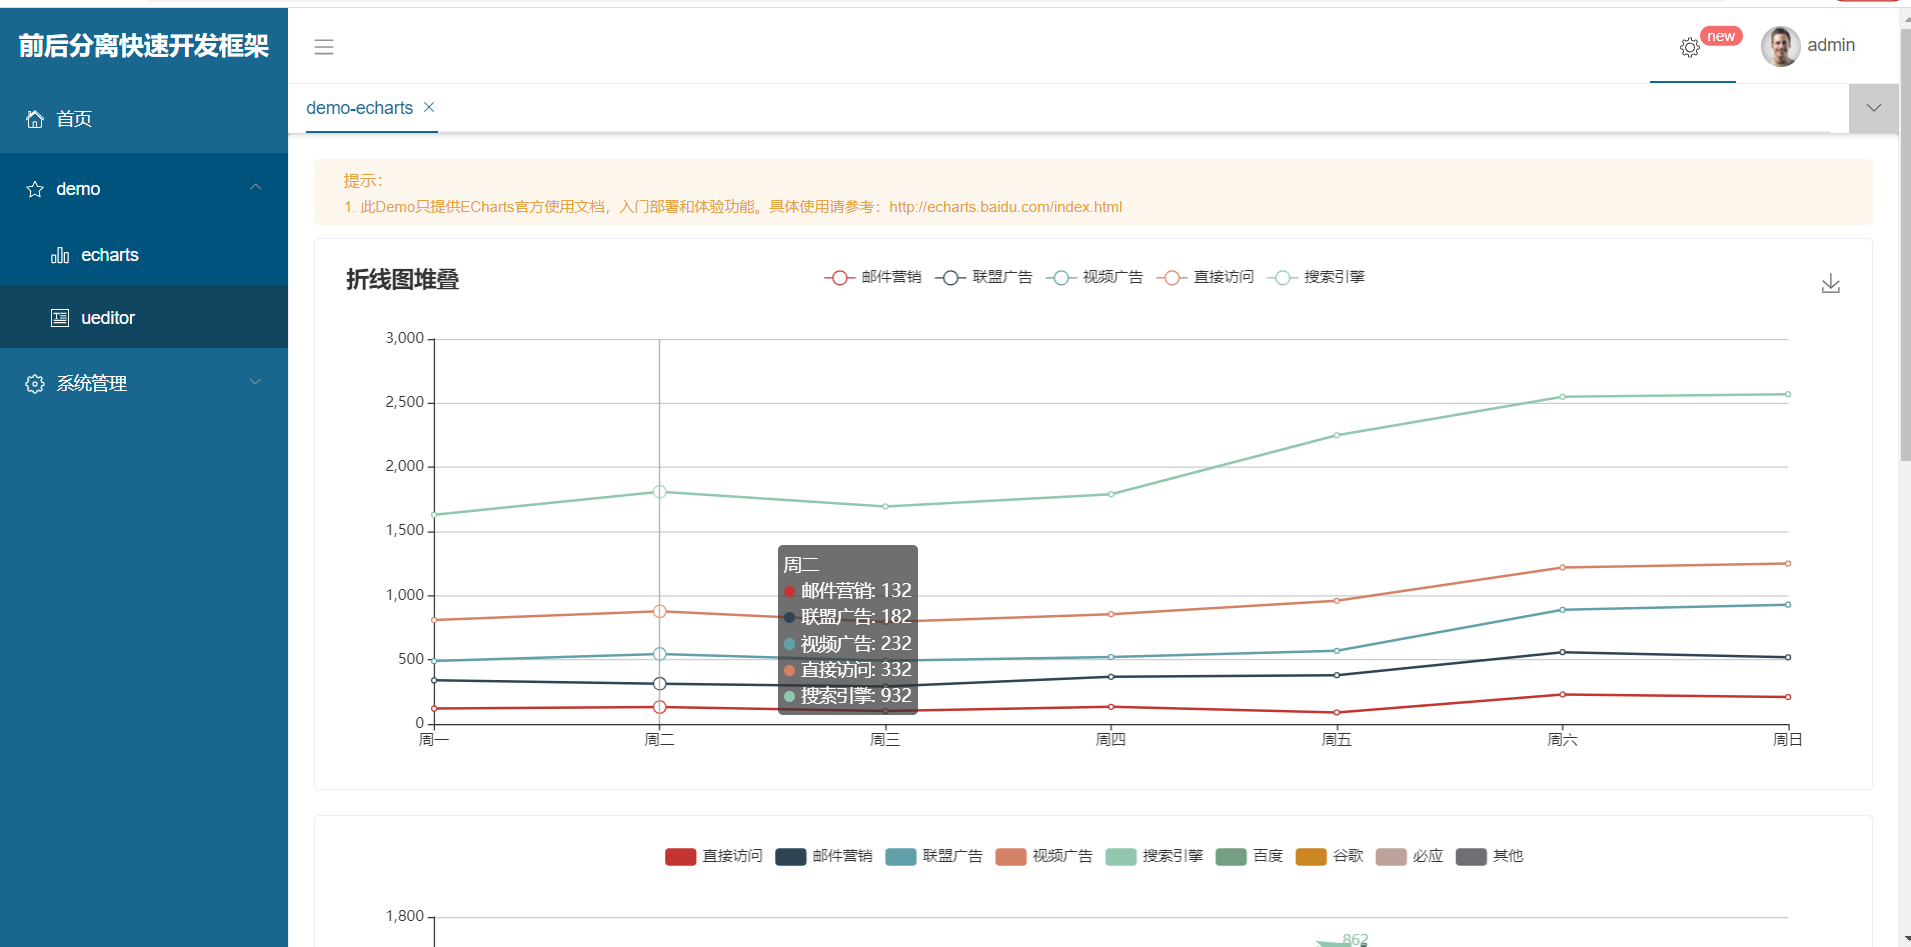 前后分离快速开发框架
首页
demo
echarts
ueditor
系统管理
new
admin
demo-echarts
提示：
1. 此Demo只提供ECharts官方使用文档，入门部署和体验功能。具体使用请参考：http://echarts.baidu.com/index.html
折线图堆叠
邮件营销 联盟广告 视频广告 直接访问 搜索引擎
3,000
2,500
2,000
1,500
1,000
500
0
周二
邮件营销: 132
联盟广告: 182
视频广告: 232
直接访问: 332
搜索引擎: 932
周一 周二 周三 周四 周五 周六 周日
直接访问 邮件营销 联盟广告 视频广告 搜索引擎 百度 谷歌 必应 其他
1,800
862